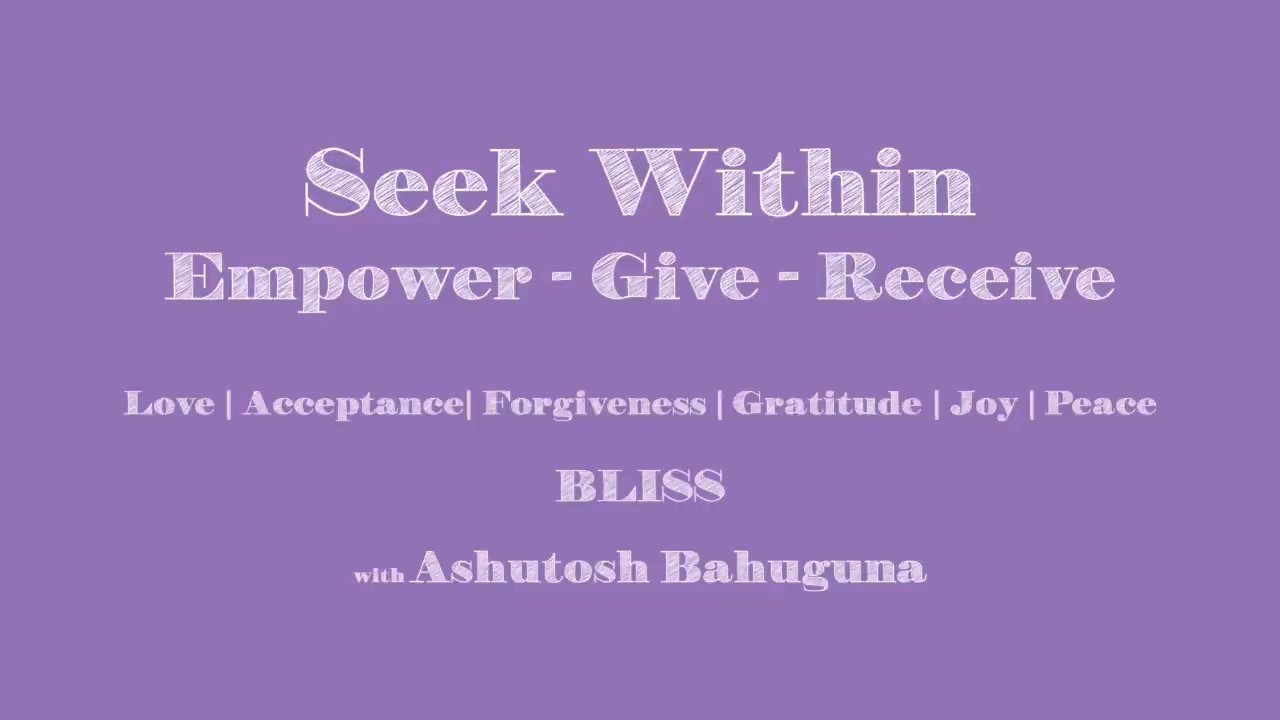 Seek Within
Empower - Give - Receive
Love | Acceptance| Forgiveness | Gratitude | Joy | Peace
BLISS
with Ashutosh Bahuguna